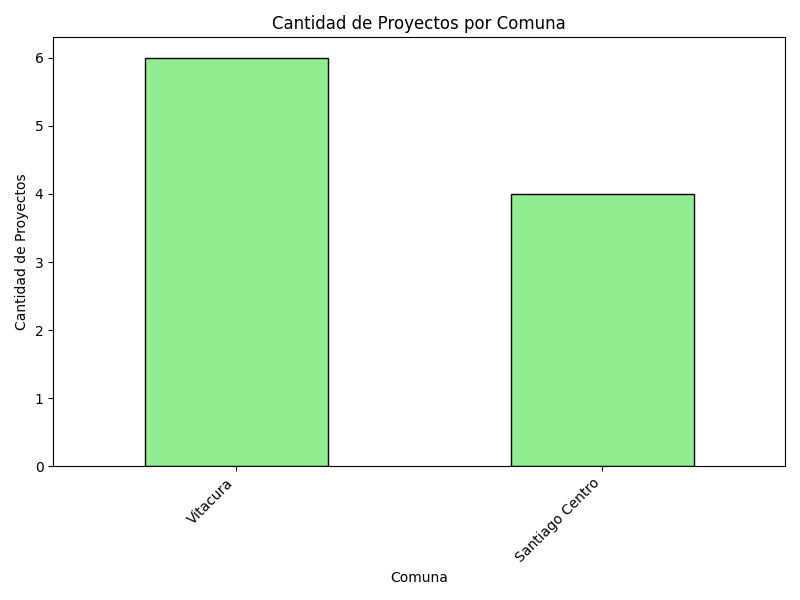 Cantidad de Proyectos por Comuna
Cantidad de Proyectos
6
5
4
3
2
1
0
Vitacura
Santiago Centro
Comuna